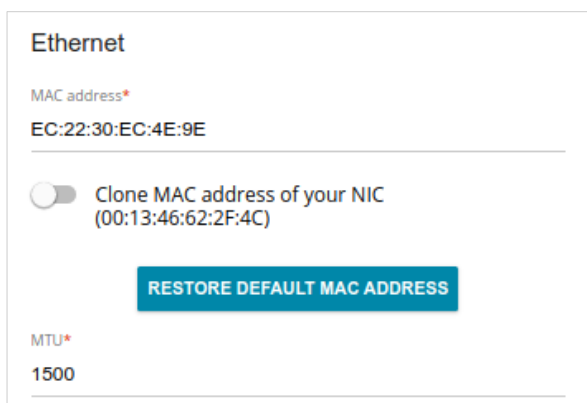 Ethernet
MAC address*
EC:22:30:EC:4E:9E
Clone MAC address of your NIC
(00:13:46:62:2F:4C)
RESTORE DEFAULT MAC ADDRESS
MTU*
1500